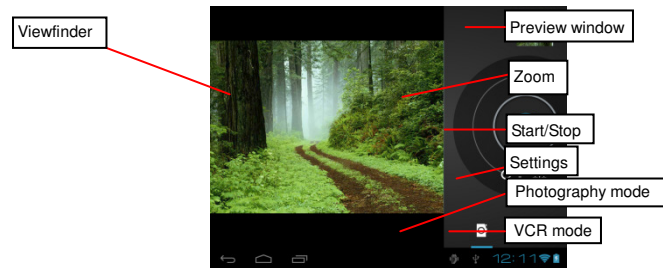 Viewfinder
Preview window
Zoom
Start/Stop
Settings
Photography mode
VCR mode
12:11